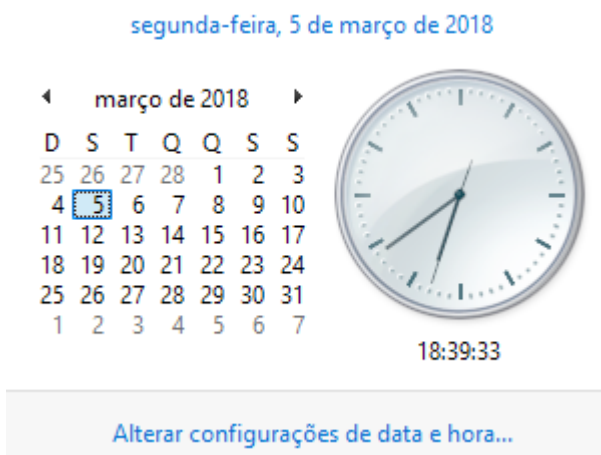 segunda-feira, 5 de março de 2018
março de 2018
D S T Q Q S S
25 26 27 28 1 2 3
4 5 6 7 8 9 10
11 12 13 14 15 16 17
18 19 20 21 22 23 24
25 26 27 28 29 30 31
1 2 3 4 5 6 7
18:39:33
Alterar configurações de data e hora...